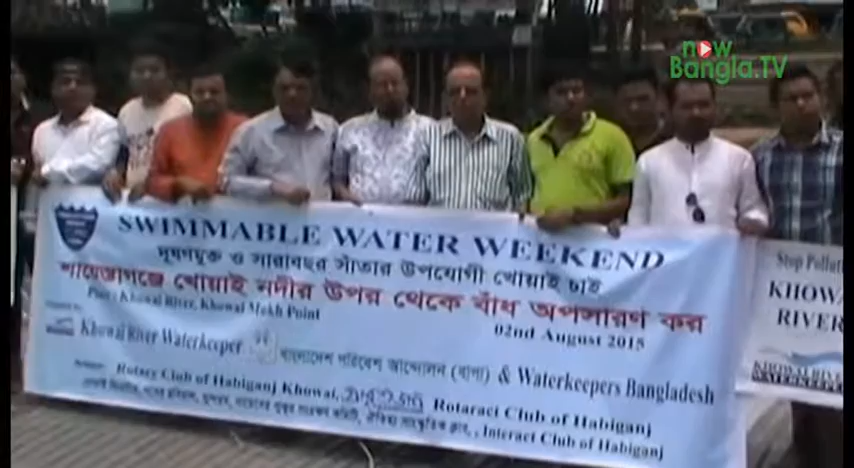 now
Bangla.TV
SWIMMABLE WATER WEEKEND
দূষণমুক্ত ও সারাবছর সাঁতার উপযোগী খোয়াই চাই
শায়েস্তাগঞ্জে খোয়াই নদীর উপর থেকে বাঁধ অপসারণ কর
Place: Khowai River, Khowai Mukh Point
02nd August 2015
Khowai River Waterkeeper
বাংলাদেশ পরিবেশ আন্দোলন (বাপা) & Waterkeepers Bangladesh
Rotary Club of Habiganj Khowai,
Rotaract Club of Habiganj
Interact Club of Habiganj
Stop Pollut
KHOWA
RIVER
KHOWAI RIVER
WATERKEEPER